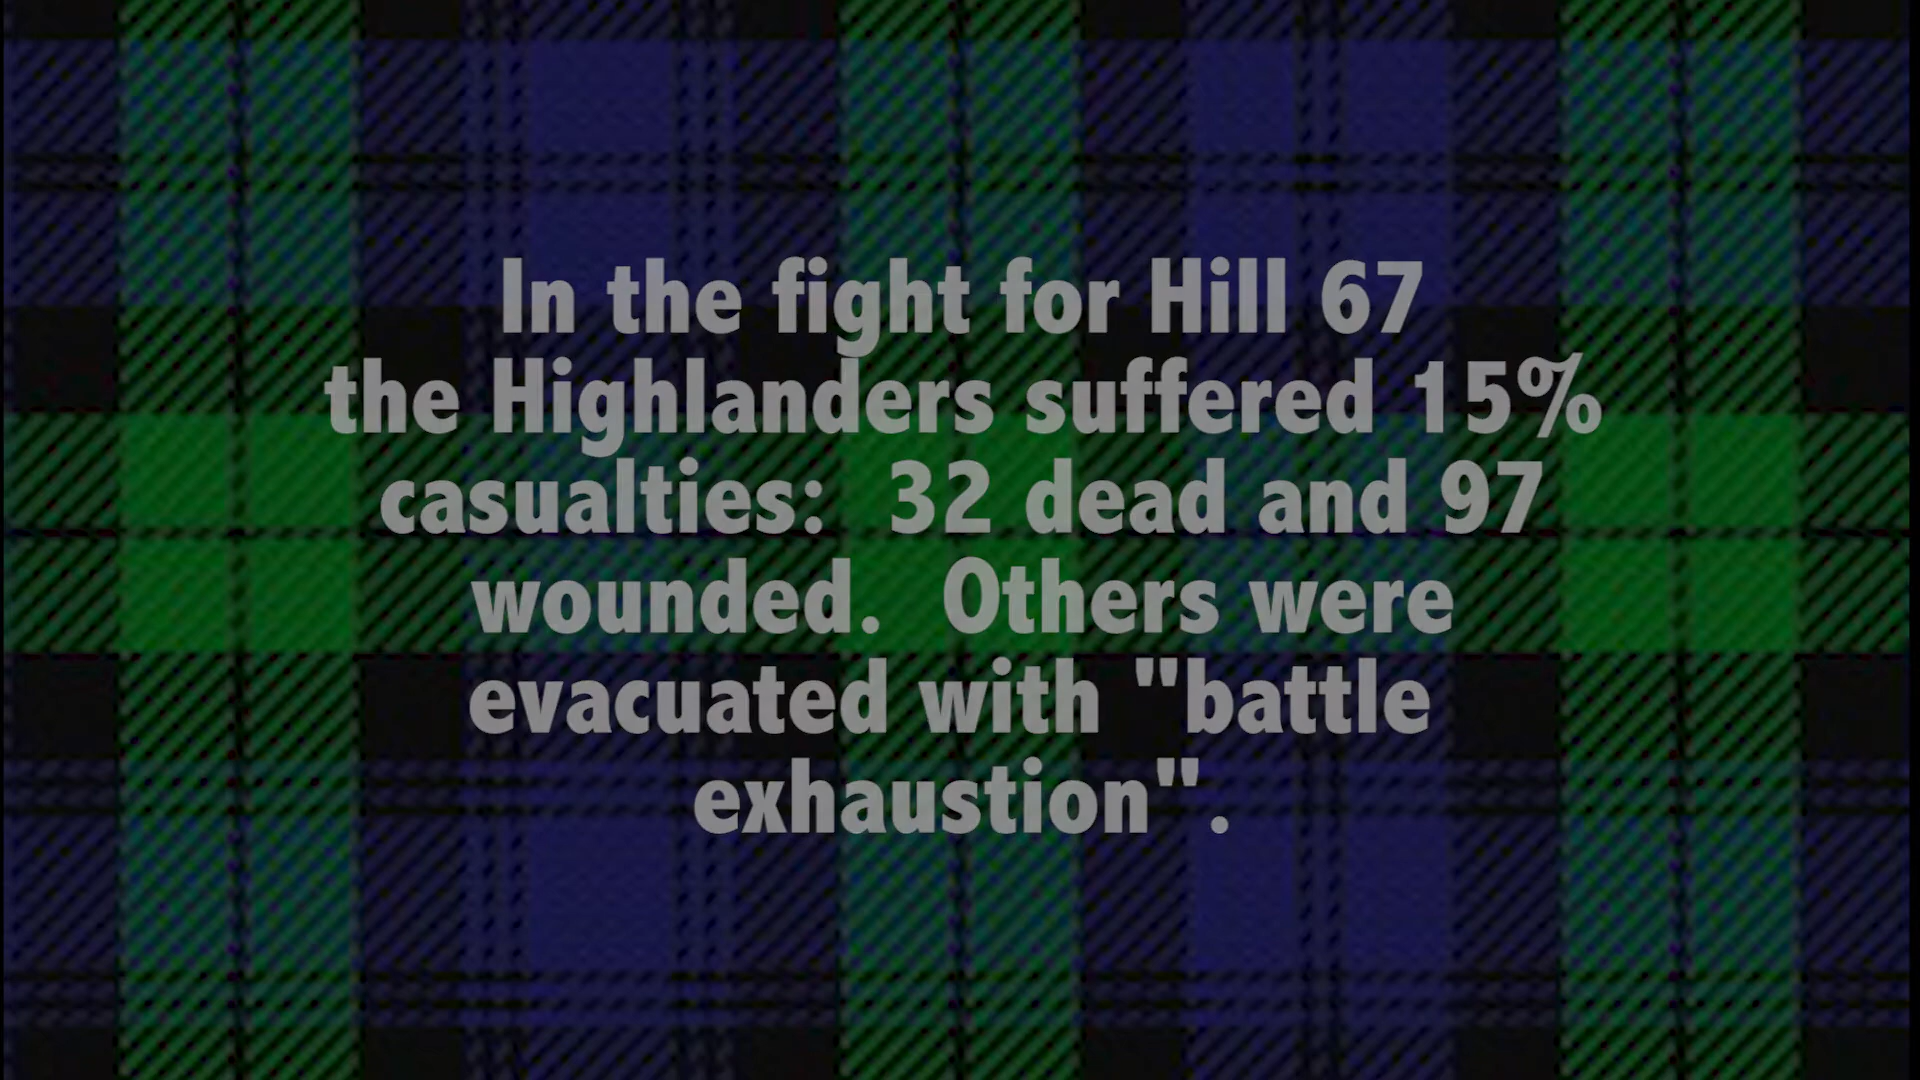 In the fight for Hill 67
the Highlanders suffered 15%
casualties:  32 dead and 97
wounded.  Others were
evacuated with "battle
exhaustion".